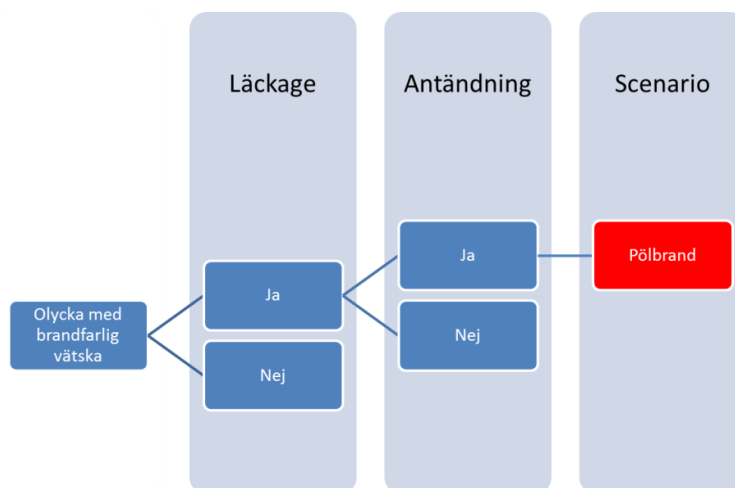 Läckage
Antändning
Scenario
Olycka med
brandfarlig
vätska
Ja
Nej
Ja
Nej
Pölbrand